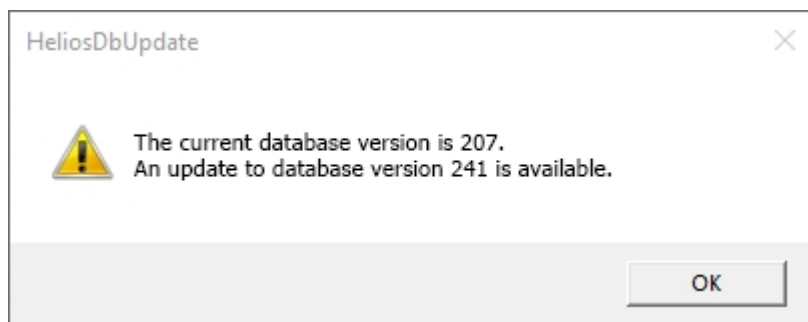 HeliosDbUpdate
The current database version is 207.
An update to database version 241 is available.
OK